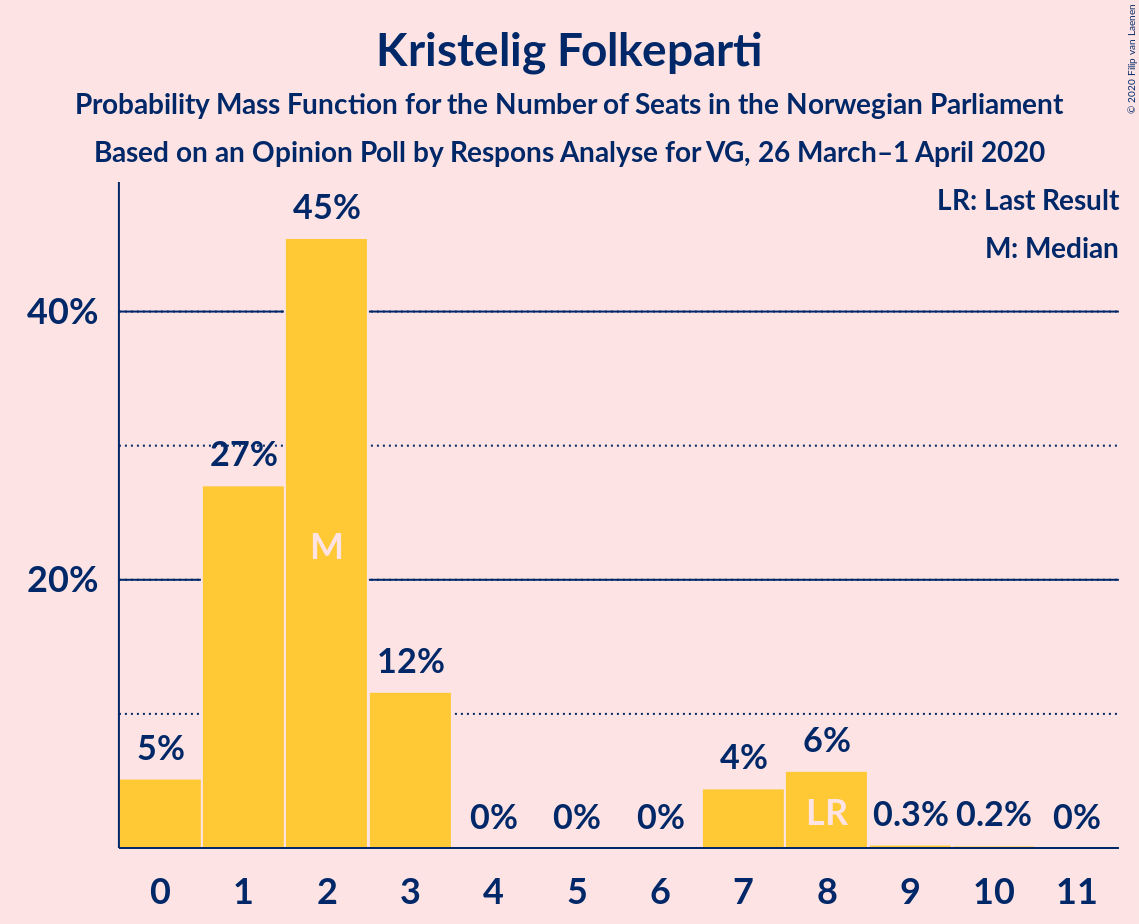 Kristelig Folkeparti
Probability Mass Function for the Number of Seats in the Norwegian Parliament
Based on an Opinion Poll by Respons Analyse for VG, 26 March–1 April 2020
© 2020 Filip van Laenen
LR: Last Result
M: Median
45%
40%
27%
M
20%
12%
5%
0%
0%
0%
4%
6%
LR
0.3%
0.2%
0%
0 1 2 3 4 5 6 7 8 9 10 11